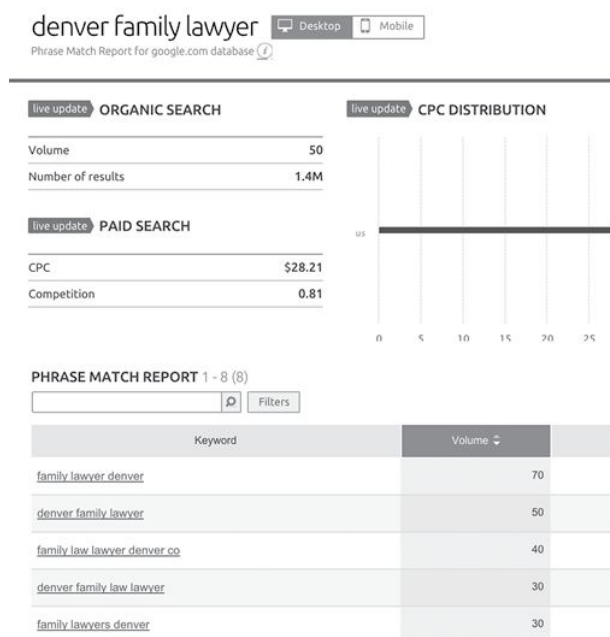 denver family lawyer Desktop Mobile
Phrase Match Report for google.com database i
live update ORGANIC SEARCH
Volume 50
Number of results 1.4M
live update PAID SEARCH
CPC $28.21
Competition 0.81
live update CPC DISTRIBUTION
US
0 5 10 15 20 25
PHRASE MATCH REPORT 1 - 8 (8)
Filters
Keyword Volume
family lawyer denver 70
denver family lawyer 50
family law lawyer denver co 40
denver family law lawyer 30
family lawyers denver 30